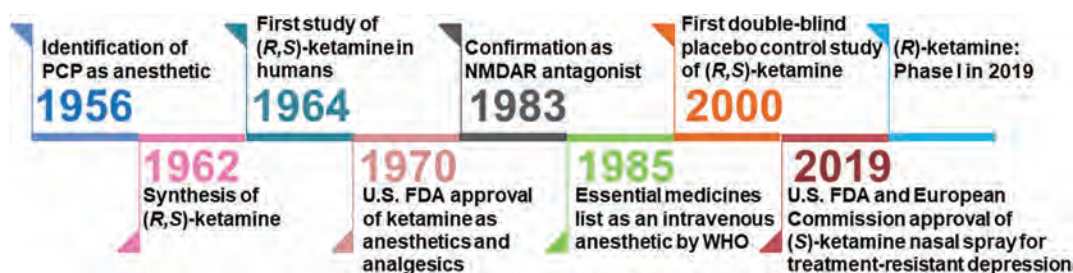 Identification of
PCP as anesthetic
1956
1962
Synthesis of
(R,S)-ketamine
First study of
(R,S)-ketamine in
humans
1964
1970
U.S. FDA approval
of ketamine as
anesthetics and
analgesics
Confirmation as
NMDAR antagonist
1983
1985
Essential medicines
list as an intravenous
anesthetic by WHO
First double-blind
placebo control study
of (R,S)-ketamine
2000
2019
U.S. FDA and European
Commission approval of
(S)-ketamine nasal spray for
treatment-resistant depression
(R)-ketamine:
Phase I in 2019